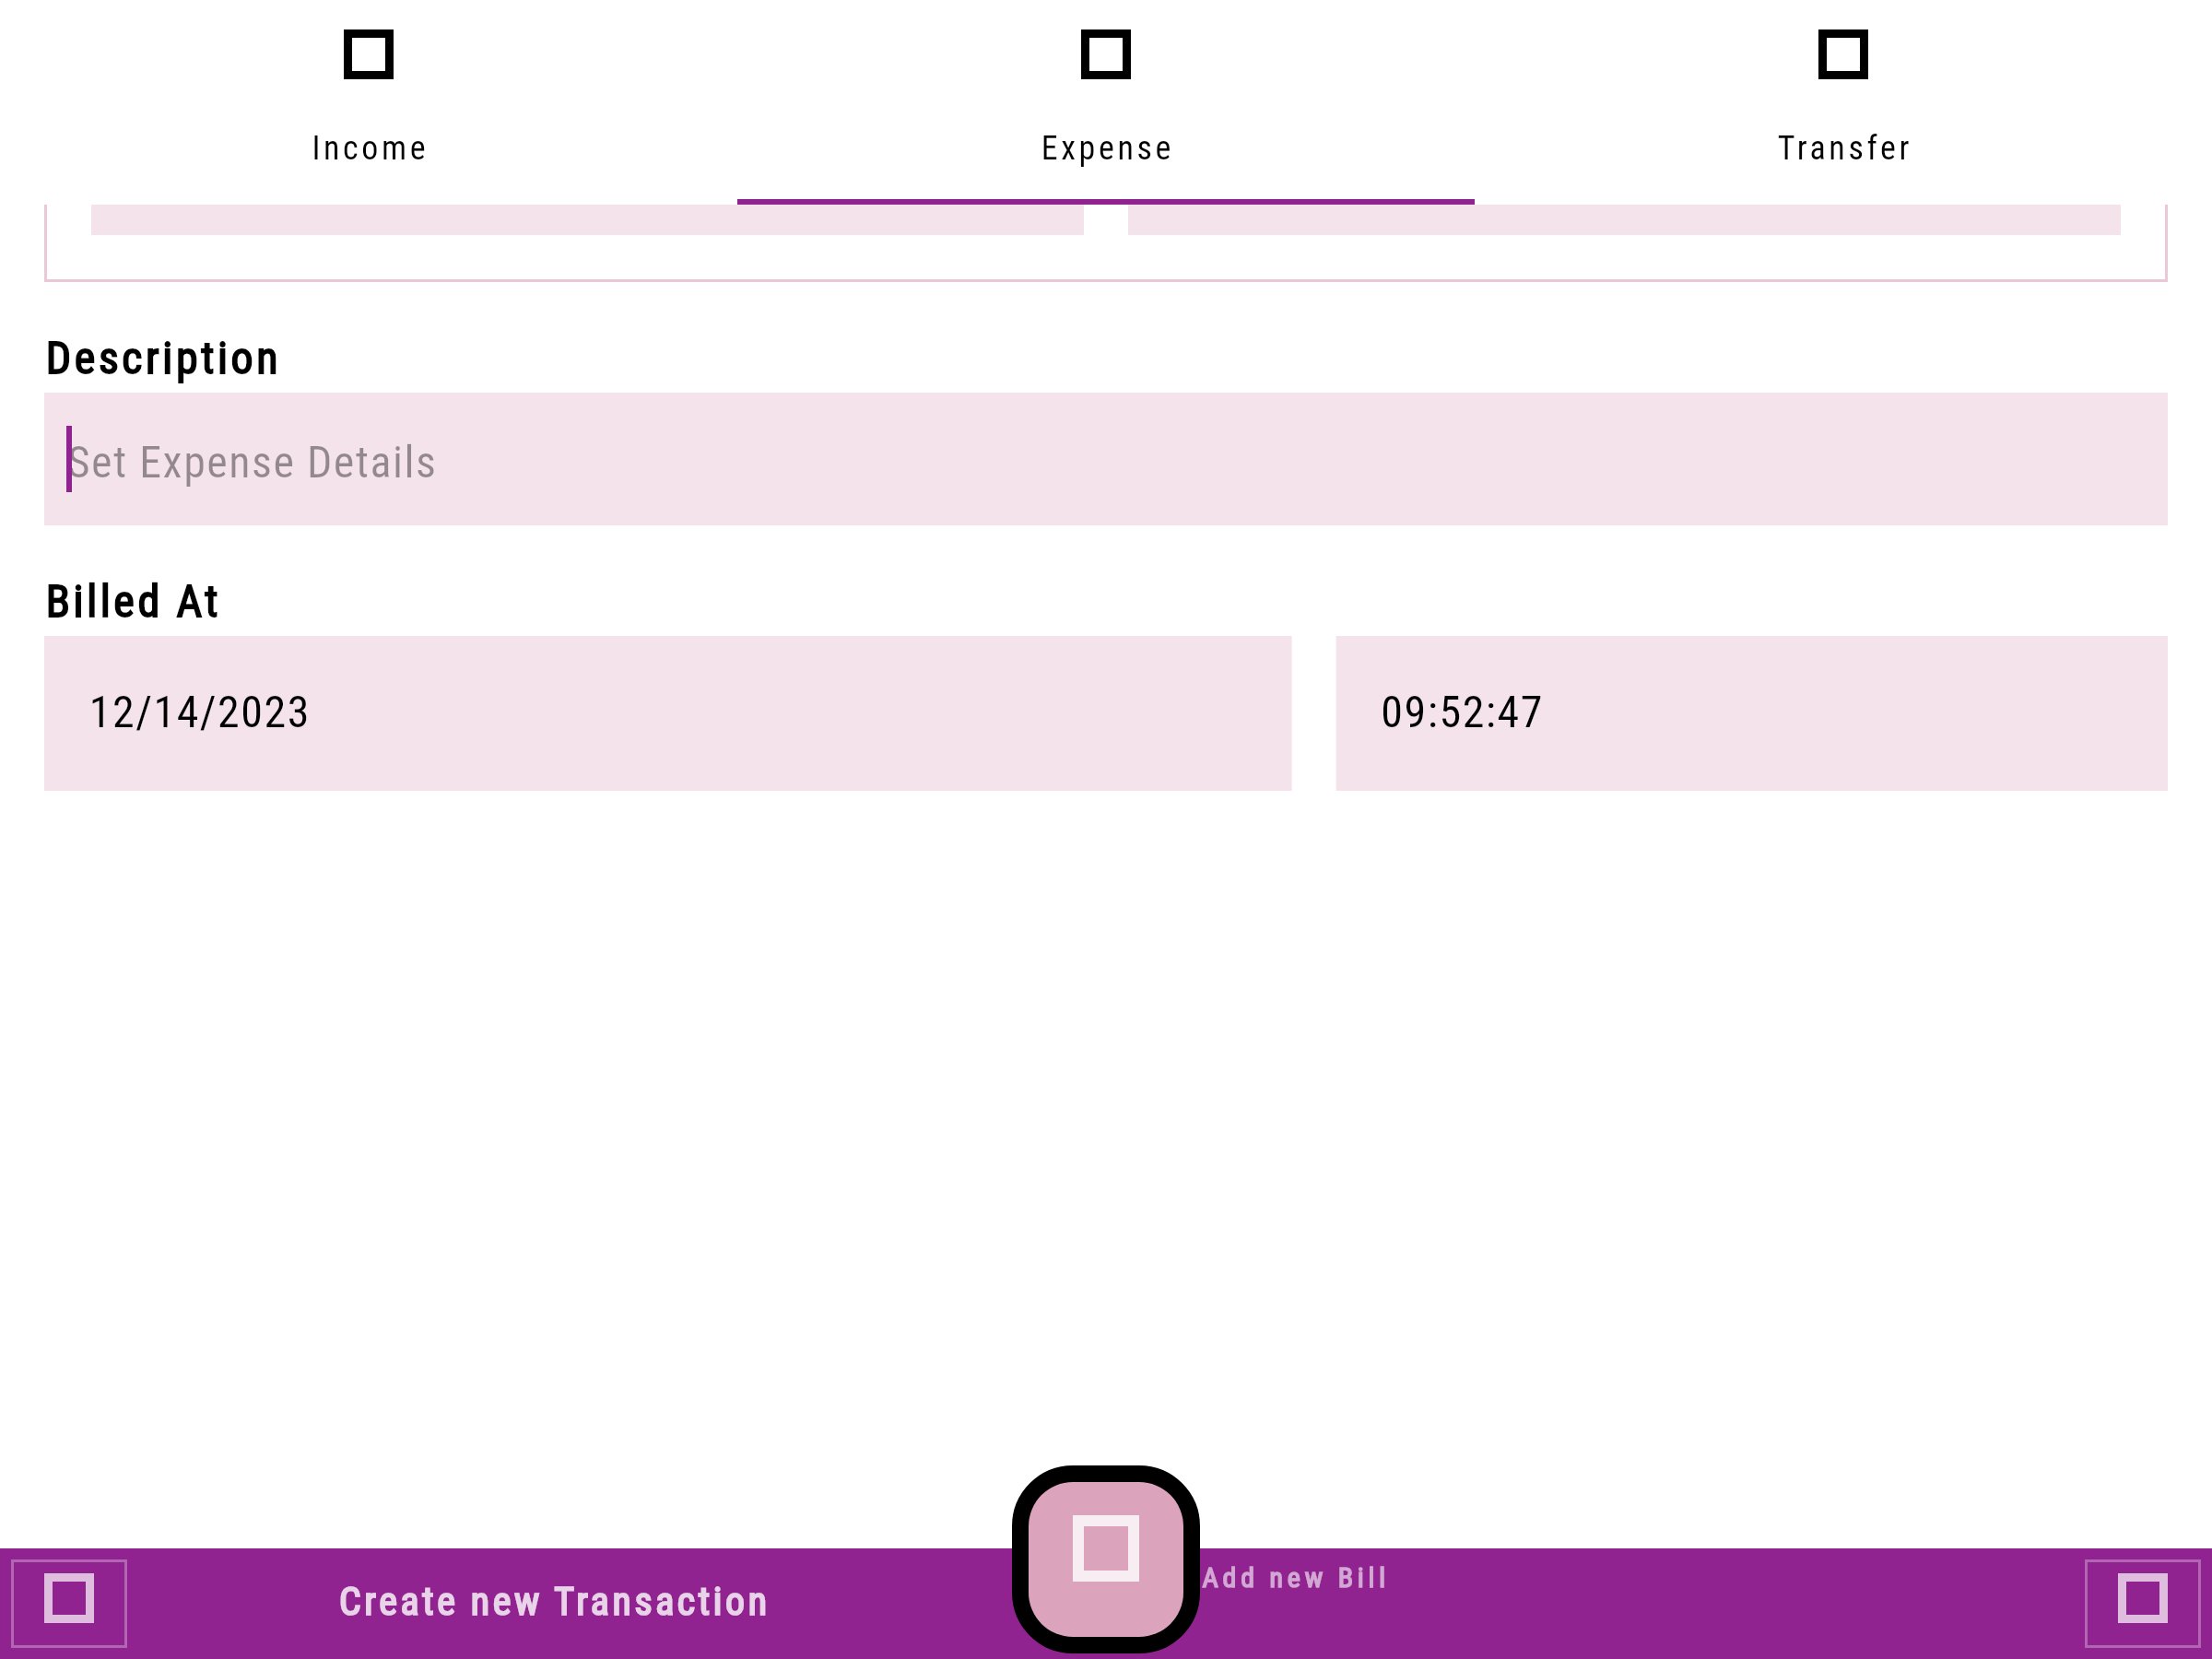 Income
Expense
Transfer
Description
Set Expense Details
Billed At
12/14/2023
09:52:47
Create new Transaction
Add new Bill